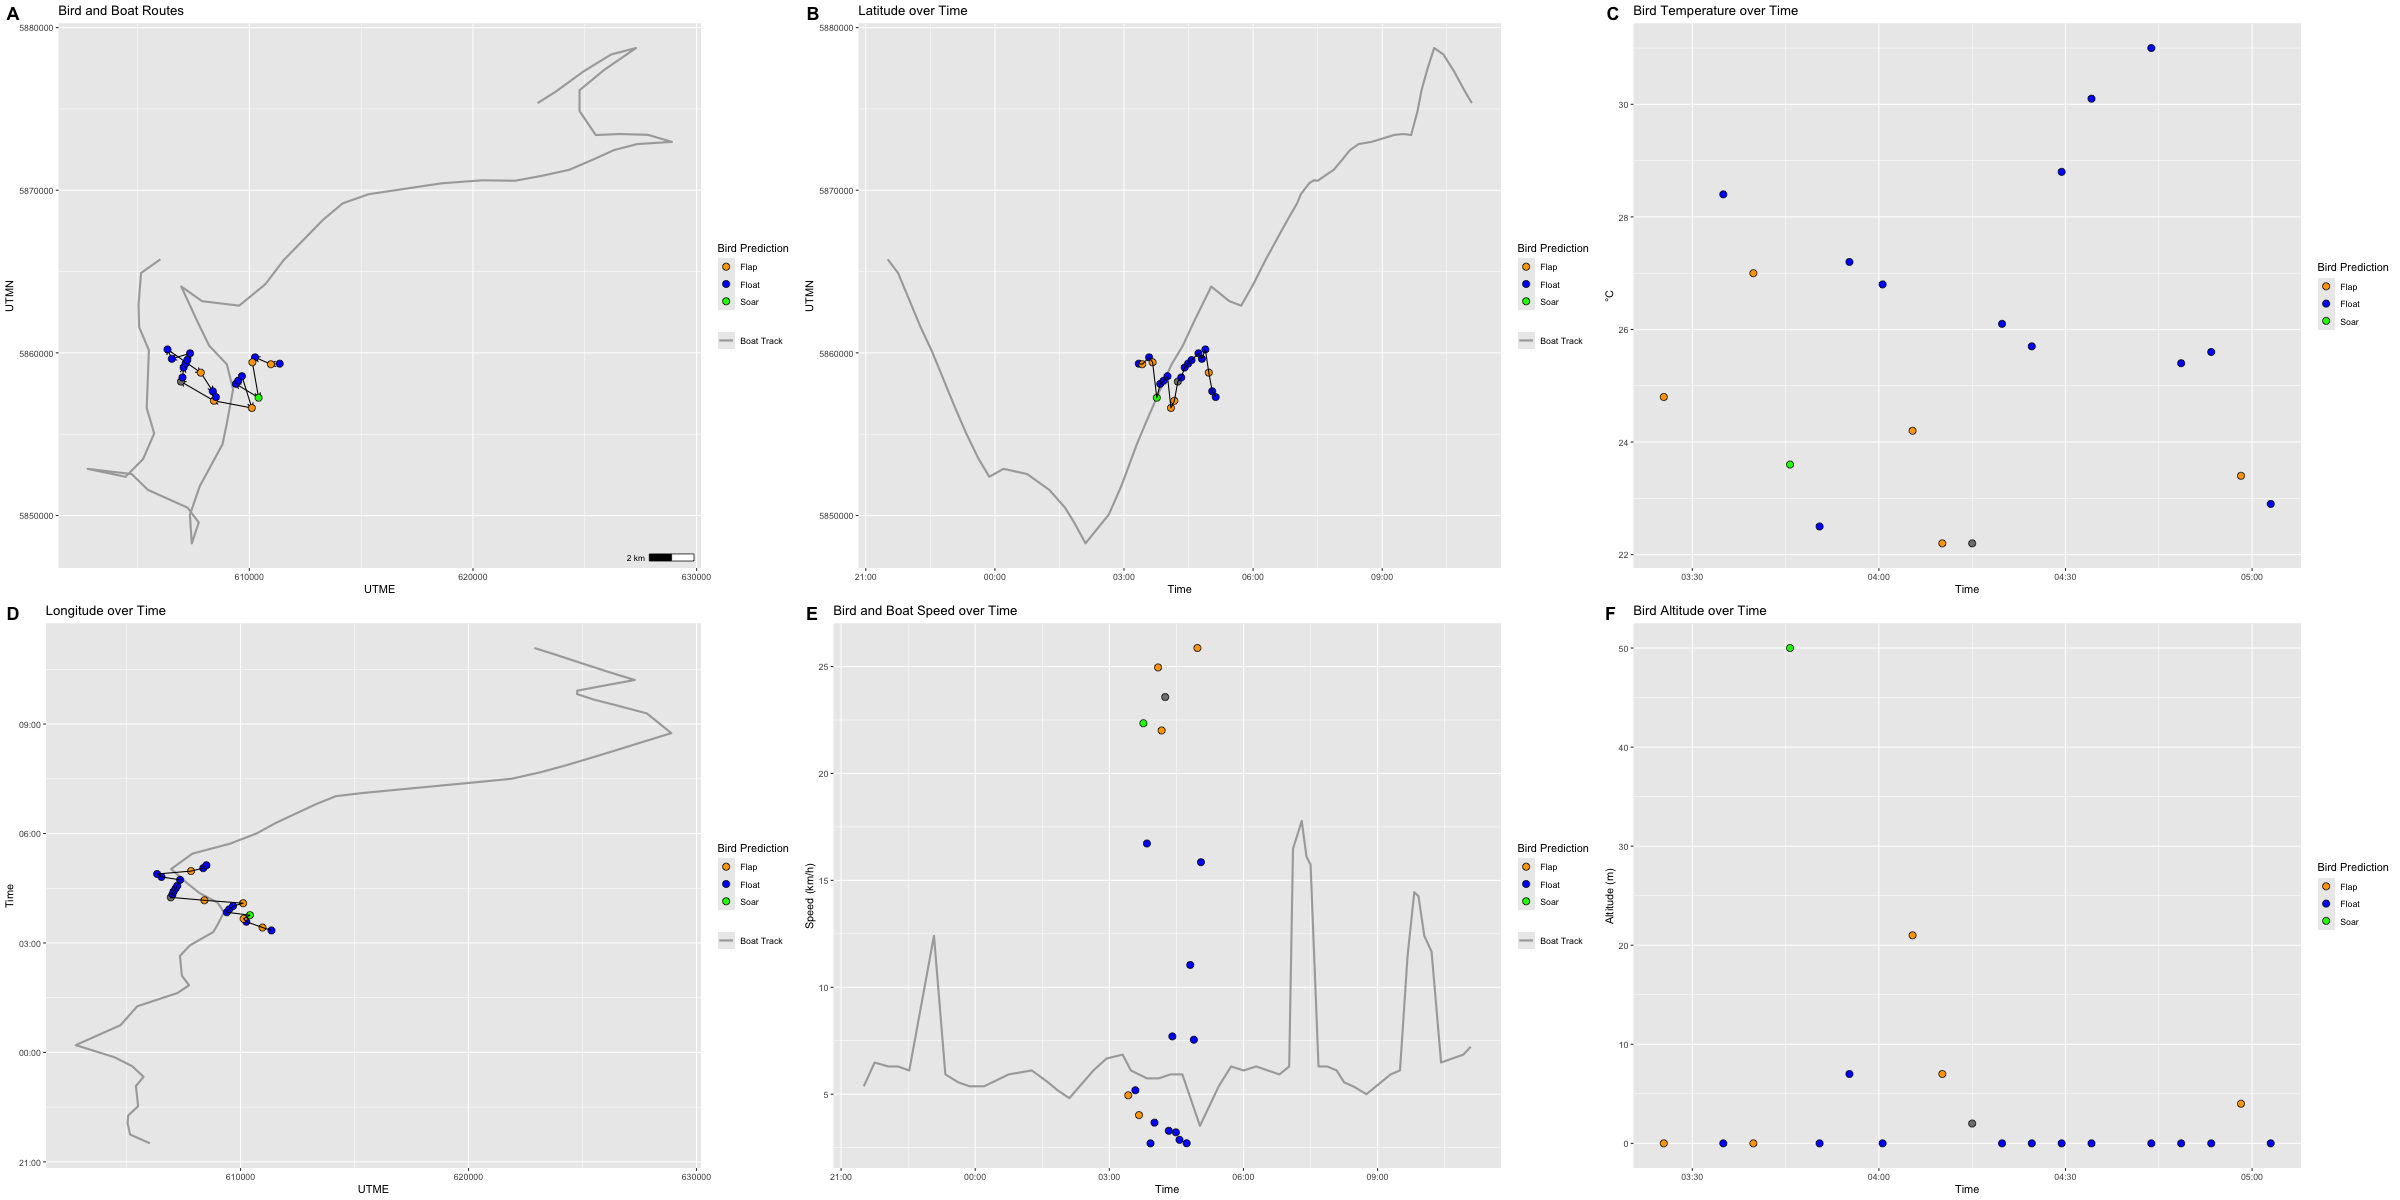 A Bird and Boat Routes
5880000
5870000
5860000
5850000
UTMN
610000
620000
630000
UTME
2 km
Bird Prediction
Flap
Float
Soar
Boat Track
B Latitude over Time
5880000
5870000
5860000
5850000
UTMN
21:00
00:00
03:00
06:00
09:00
Time
Bird Prediction
Flap
Float
Soar
Boat Track
C Bird Temperature over Time
30
28
26
24
22
°C
03:30
04:00
04:30
05:00
Time
Bird Prediction
Flap
Float
Soar
D Longitude over Time
09:00
06:00
03:00
00:00
21:00
Time
610000
620000
630000
UTME
Bird Prediction
Flap
Float
Soar
Boat Track
E Bird and Boat Speed over Time
25
20
15
10
5
Speed (km/h)
21:00
00:00
03:00
06:00
09:00
Time
Bird Prediction
Flap
Float
Soar
Boat Track
F Bird Altitude over Time
50
40
30
20
10
0
Altitude (m)
03:30
04:00
04:30
05:00
Time
Bird Prediction
Flap
Float
Soar